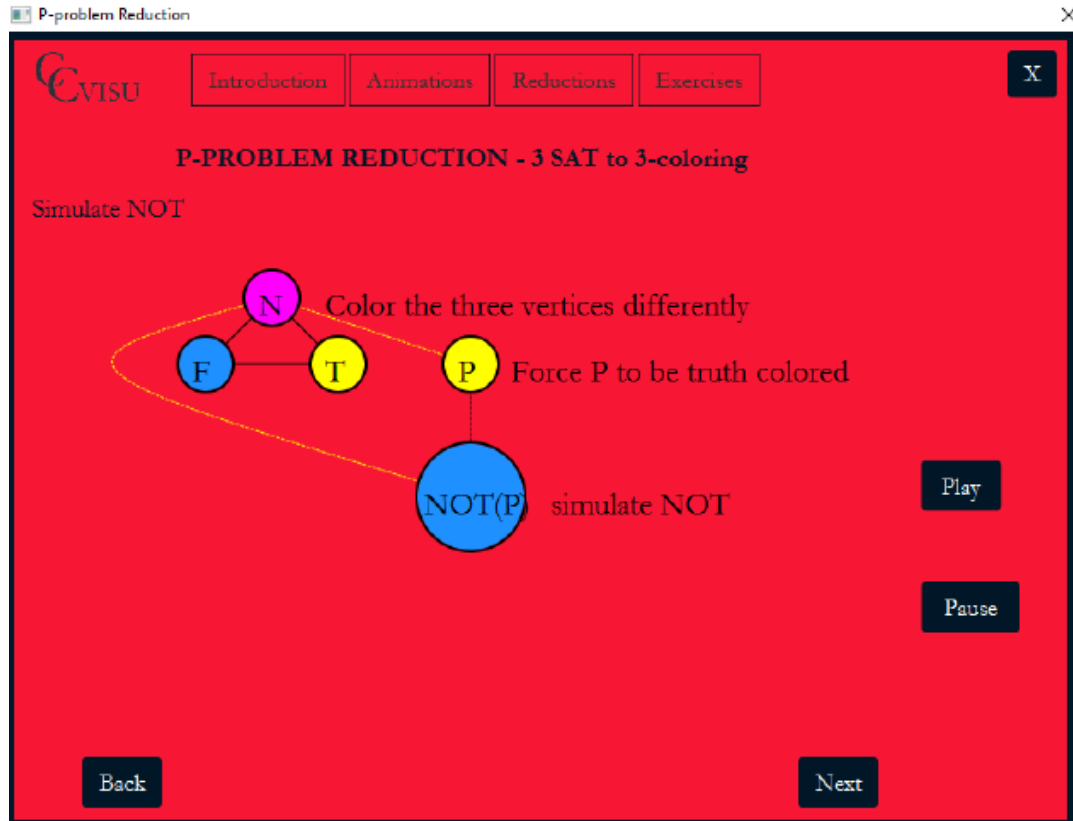 P-problem Reduction
CCVISU Introduction Animations Reductions Exercises X
P-PROBLEM REDUCTION - 3 SAT to 3-coloring
Simulate NOT
N Color the three vertices differently
F T P Force P to be truth colored
NOT(P) simulate NOT
Play
Pause
Back Next